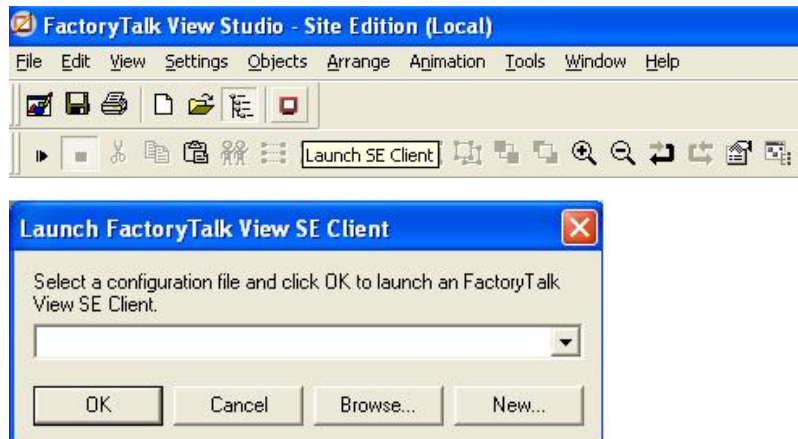 FactoryTalk View Studio - Site Edition (Local)
File Edit View Settings Objects Arrange Animation Tools Window Help
Launch SE Client
Launch FactoryTalk View SE Client
Select a configuration file and click OK to launch an FactoryTalk
View SE Client.
OK Cancel Browse... New...